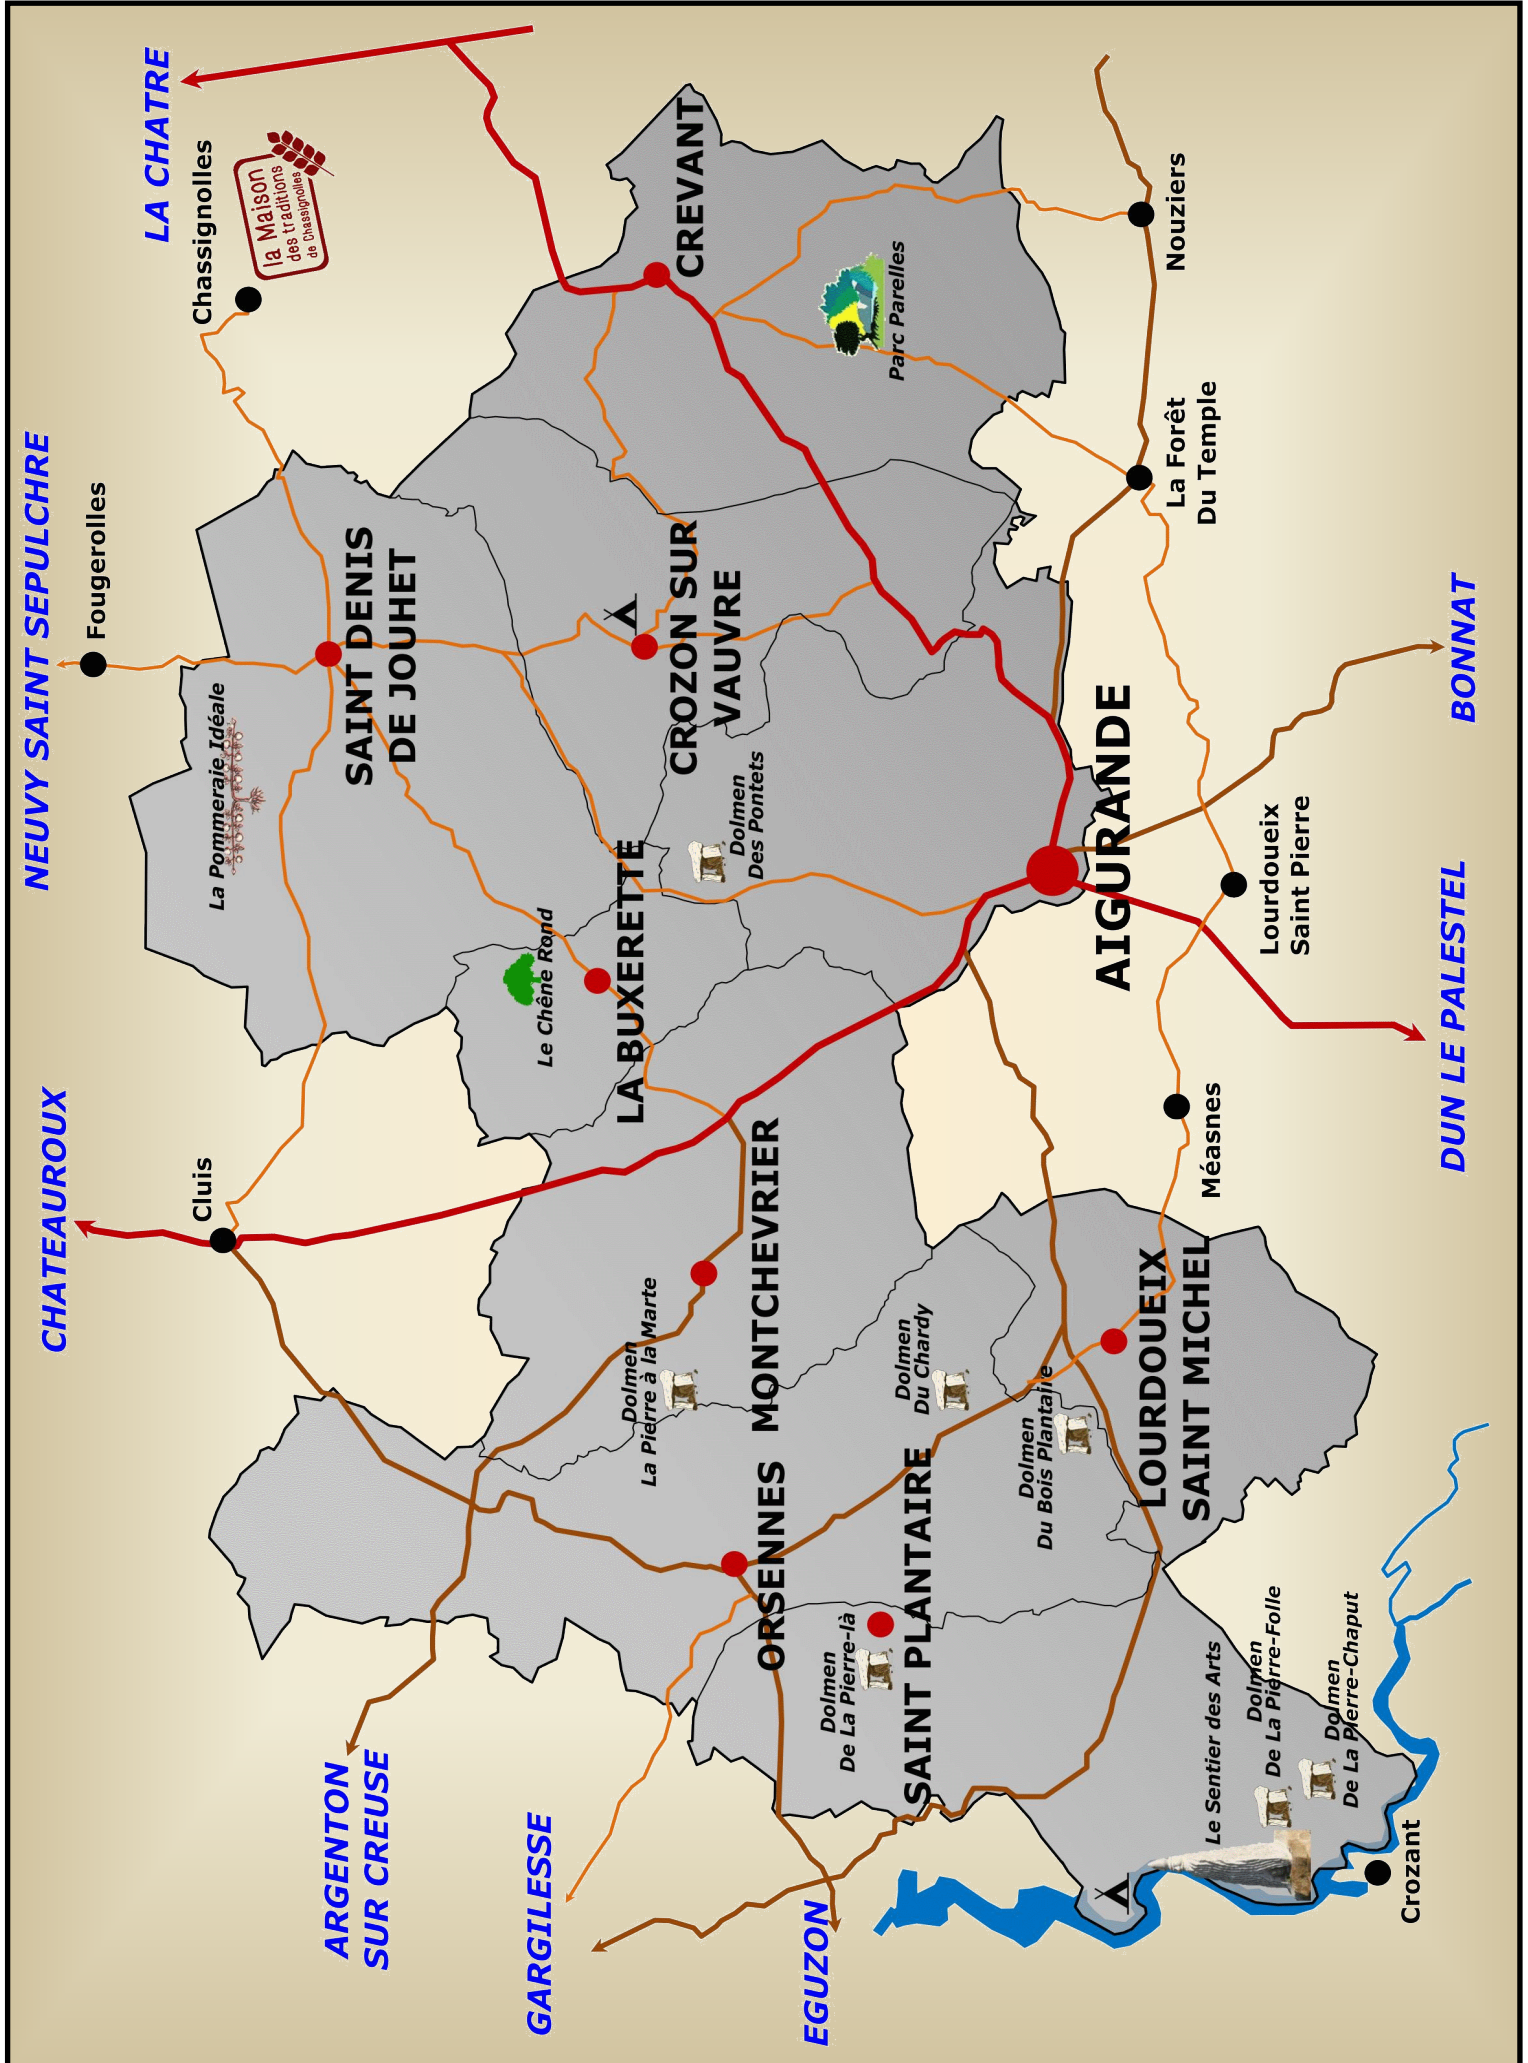 NEUVY SAINT SEPULCHRE
CHATEAUROUX
LA CHATRE
Fougerolles
Cluis
Chassignolles
la Maison
des traditions
de Chassignolles
La Pommeraie Idéale
ARGENTON
SUR CREUSE
SAINT DENIS
DE JOUHET
GARGILESSE
Le Chêne Rond
LA BUXERETTE
Dolmen
La Pierre à la Marte
CROZON SUR
VAUVRE
CREVANT
Dolmen
Des Pontets
MONTCHEVRIER
ORSENNES
EGUZON
Dolmen
De La Pierre-là
Parc Parelles
Dolmen
Du Chardy
SAINT PLANTAIRE
Dolmen
Du Bois Plantaire
AIGURANDE
LOURDOUEIX
SAINT MICHEL
Nouziers
La Forêt
Du Temple
Méasnes
Le Sentier des Arts
Lourdoueix
Saint Pierre
Dolmen
De La Pierre-Folle
Dolmen
De La Pierre-Chaput
Crozant
BONNAT
DUN LE PALESTEL